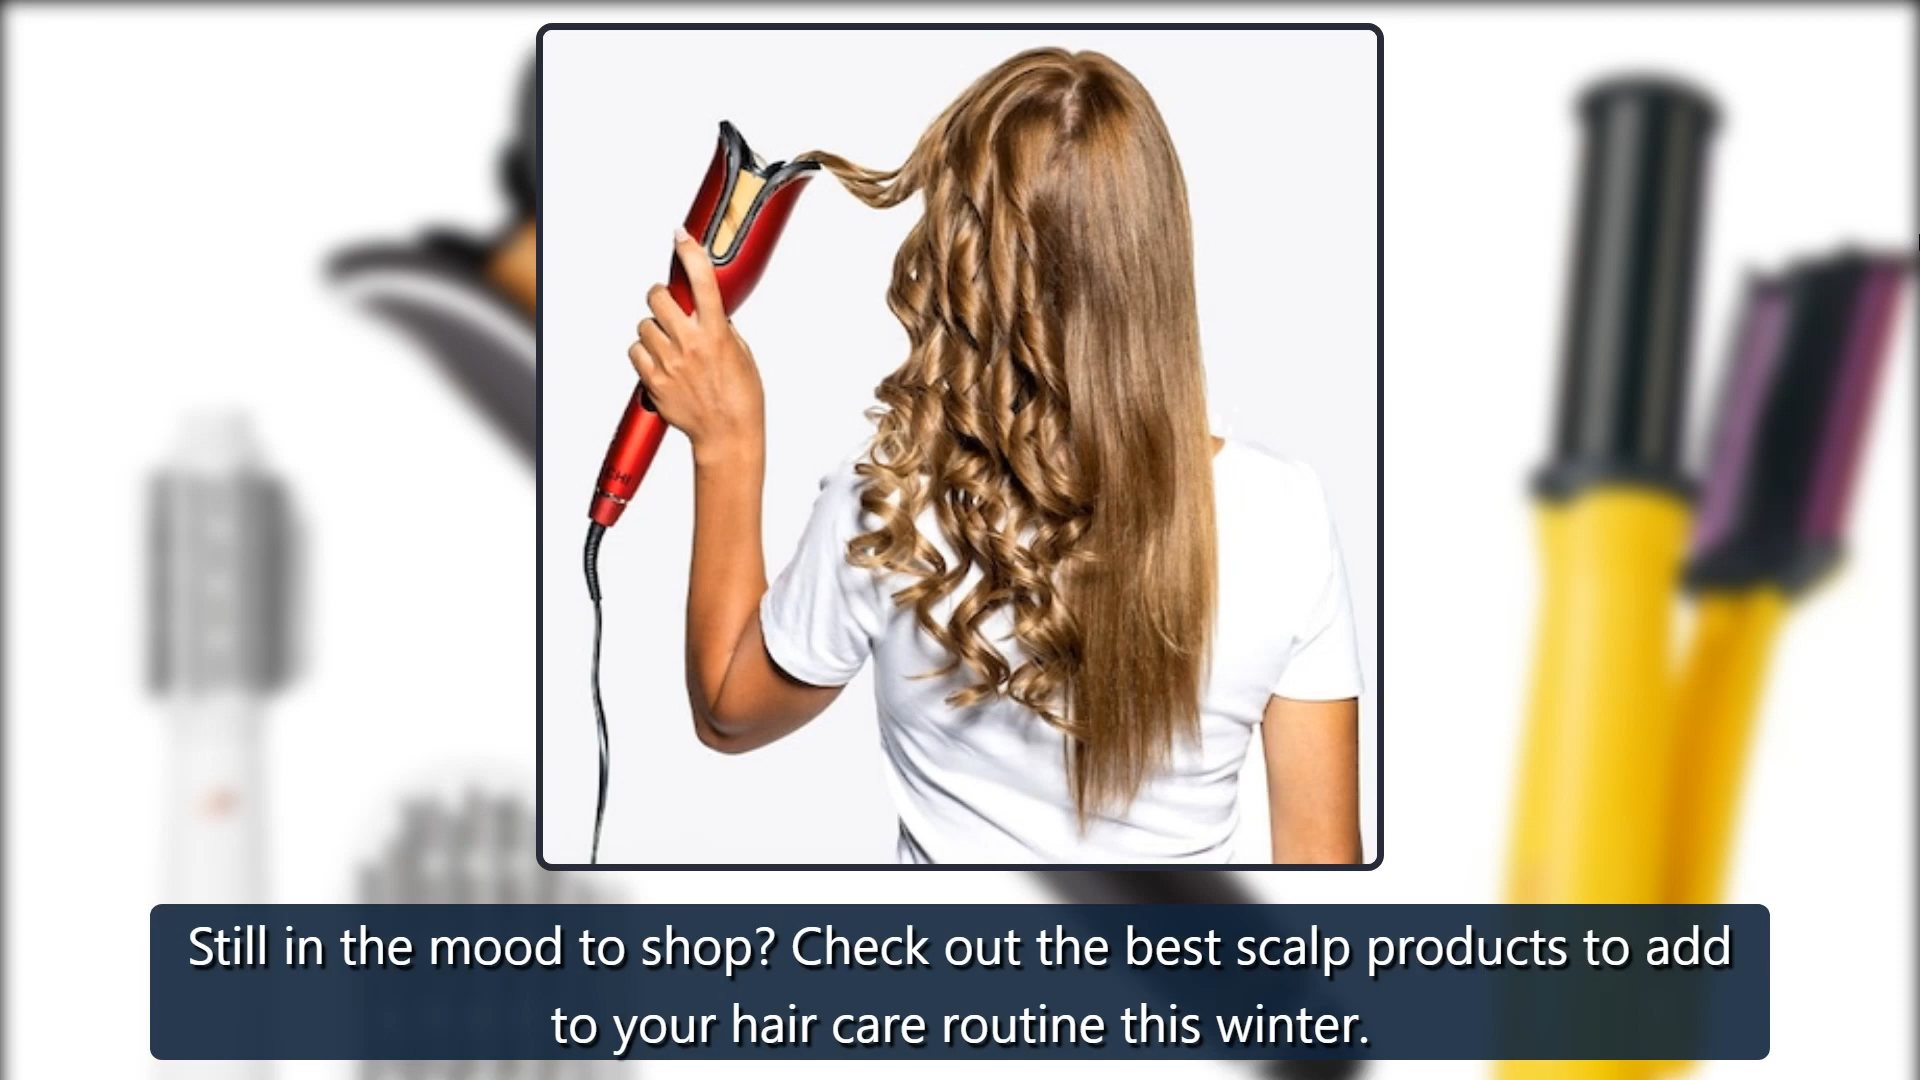 CHI
Still in the mood to shop? Check out the best scalp products to add
to your hair care routine this winter.